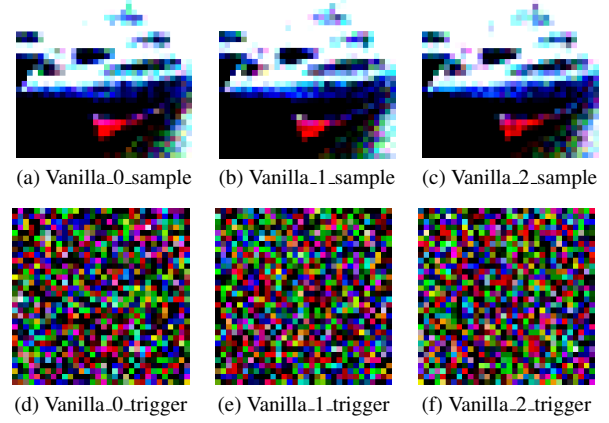 (a) Vanilla_0_sample
(b) Vanilla_1_sample
(c) Vanilla_2_sample
(d) Vanilla_0_trigger
(e) Vanilla_1_trigger
(f) Vanilla_2_trigger